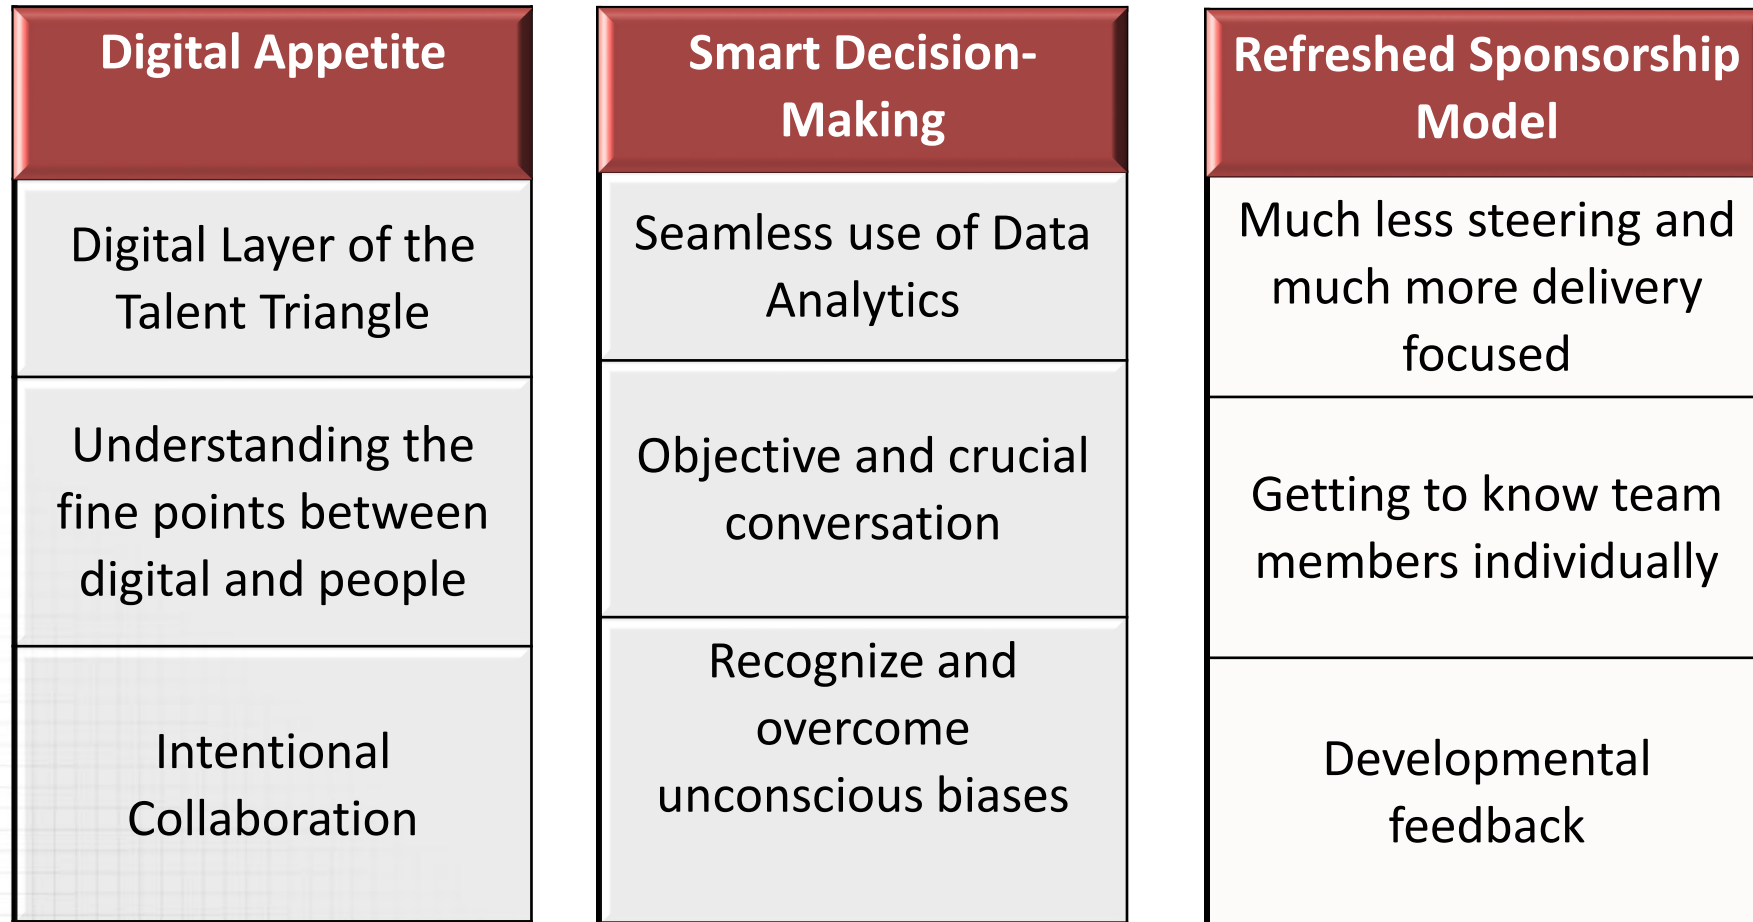 Digital Appetite
Digital Layer of the
Talent Triangle
Understanding the
fine points between
digital and people
Intentional
Collaboration
Smart Decision-
Making
Seamless use of Data
Analytics
Objective and crucial
conversation
Recognize and
overcome
unconscious biases
Refreshed Sponsorship
Model
Much less steering and
much more delivery
focused
Getting to know team
members individually
Developmental
feedback